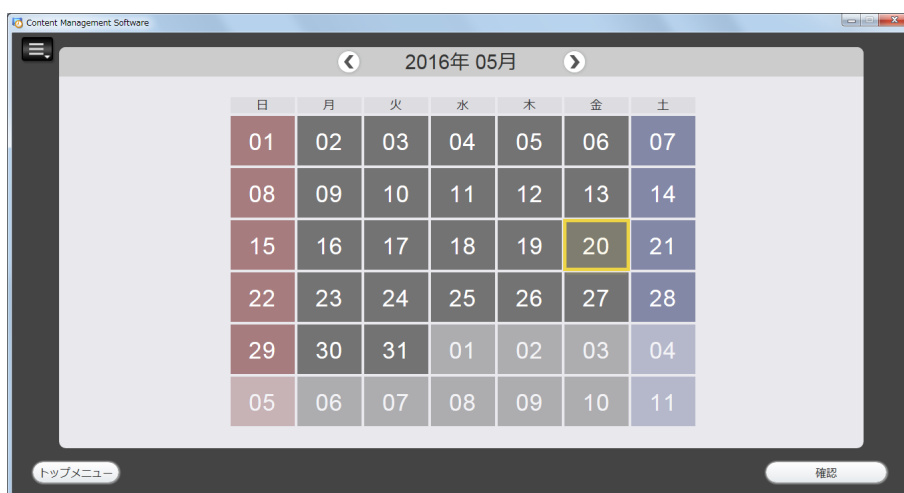 Content Management Software
2016年 05月
日 月 火 水 木 金 土
01 02 03 04 05 06 07
08 09 10 11 12 13 14
15 16 17 18 19 20 21
22 23 24 25 26 27 28
29 30 31 01 02 03 04
05 06 07 08 09 10 11
トップメニュー 確認